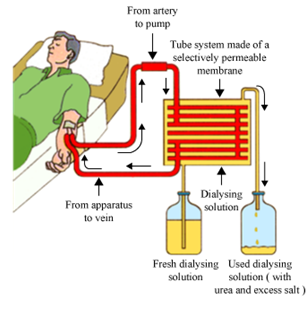 From artery
to pump
Tube system made of a
selectively permeable
membrane
Dialysing
solution
From apparatus
to vein
Fresh dialysing
solution
Used dialysing
solution ( with
urea and excess salt )